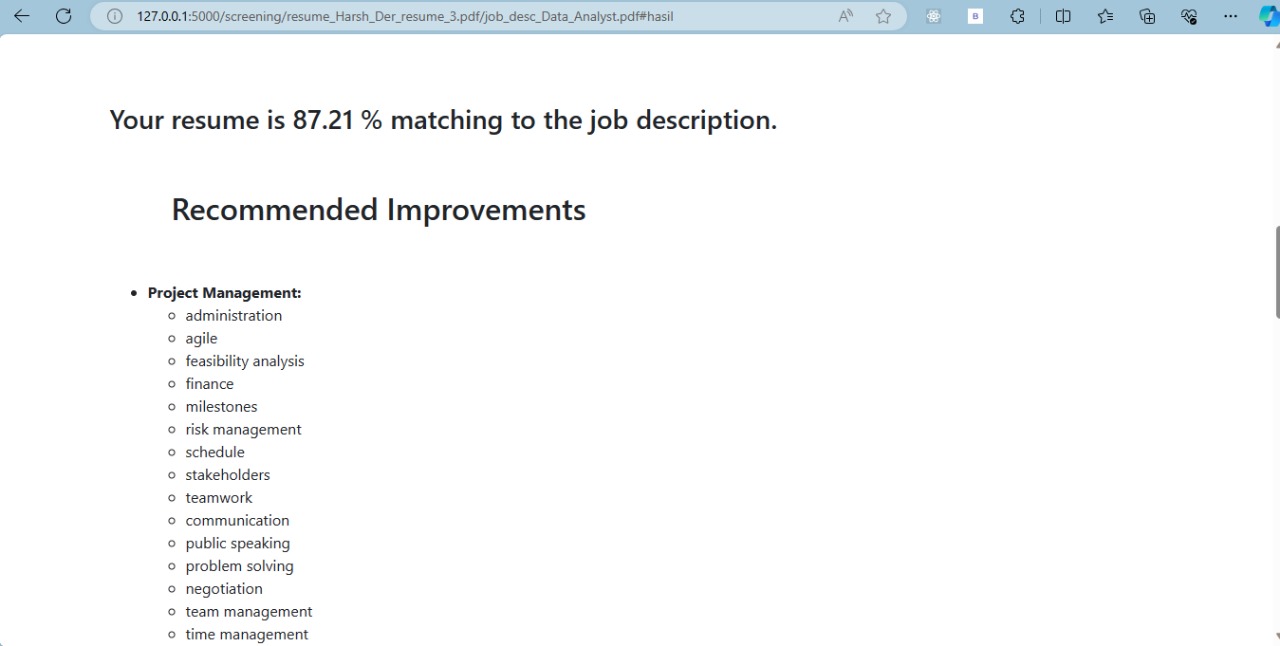 127.0.0.1:5000/screening/resume_Harsh_Der_resume_3.pdf/job_desc_Data_Analyst.pdf#hasil
Your resume is 87.21 % matching to the job description.
Recommended Improvements
Project Management:
administration
agile
feasibility analysis
finance
milestones
risk management
schedule
stakeholders
teamwork
communication
public speaking
problem solving
negotiation
team management
time management